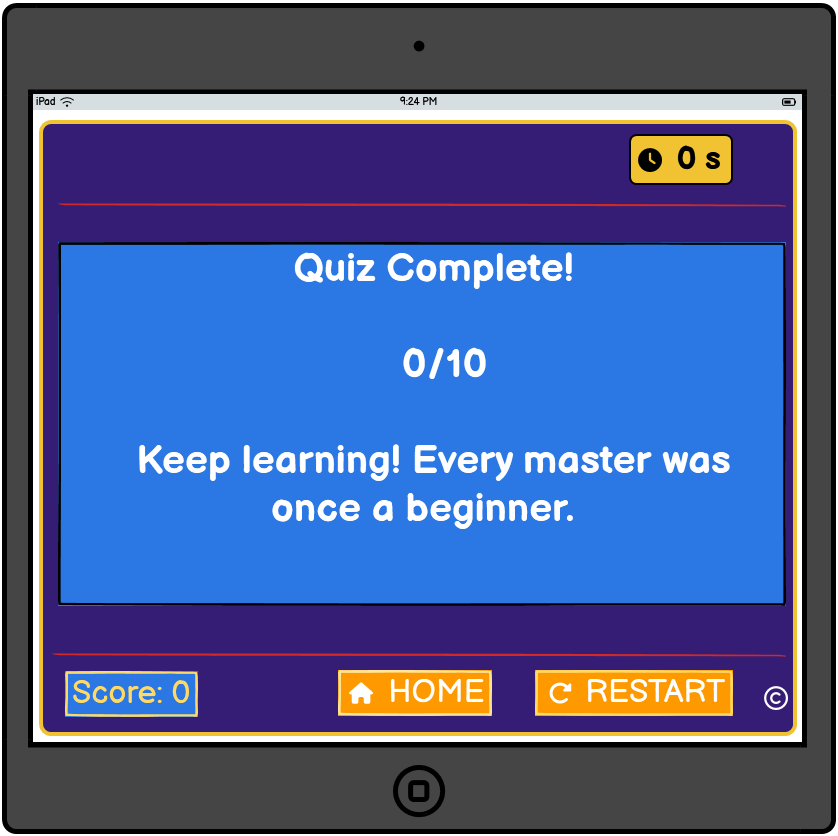 iPad
9:24 PM
0 s
Quiz Complete!
0/10
Keep learning! Every master was
once a beginner.
Score: 0
HOME
RESTART
©